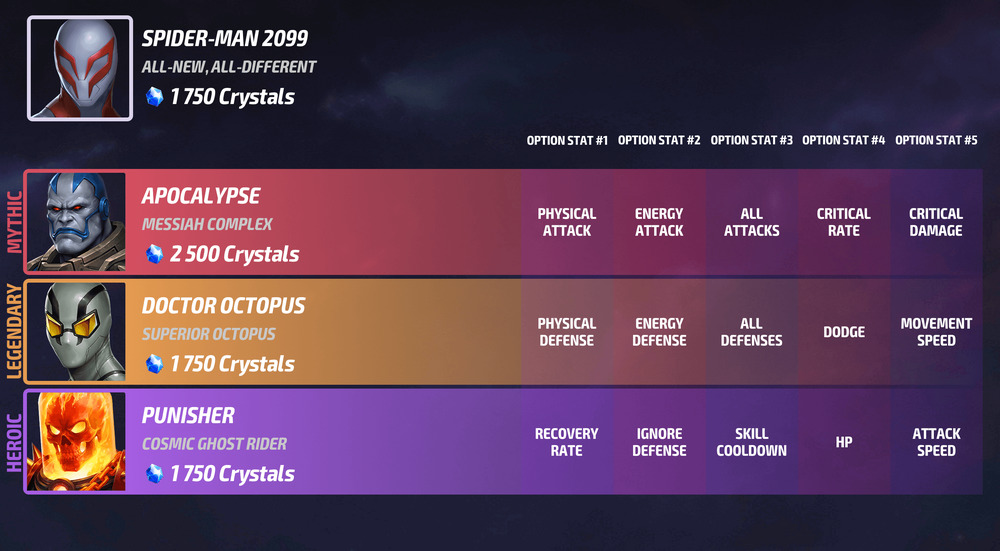 SPIDER-MAN 2099
ALL-NEW, ALL-DIFFERENT
1 750 Crystals
OPTION STAT #1 OPTION STAT #2 OPTION STAT #3 OPTION STAT #4 OPTION STAT #5
MYTHIC
APOCALYPSE
MESSIAH COMPLEX
2 500 Crystals
PHYSICAL
ATTACK
ENERGY
ATTACK
ALL
ATTACKS
CRITICAL
RATE
CRITICAL
DAMAGE
LEGENDARY
DOCTOR OCTOPUS
SUPERIOR OCTOPUS
1 750 Crystals
PHYSICAL
DEFENSE
ENERGY
DEFENSE
ALL
DEFENSES
DODGE
MOVEMENT
SPEED
HEROIC
PUNISHER
COSMIC GHOST RIDER
1 750 Crystals
RECOVERY
RATE
IGNORE
DEFENSE
SKILL
COOLDOWN
HP
ATTACK
SPEED